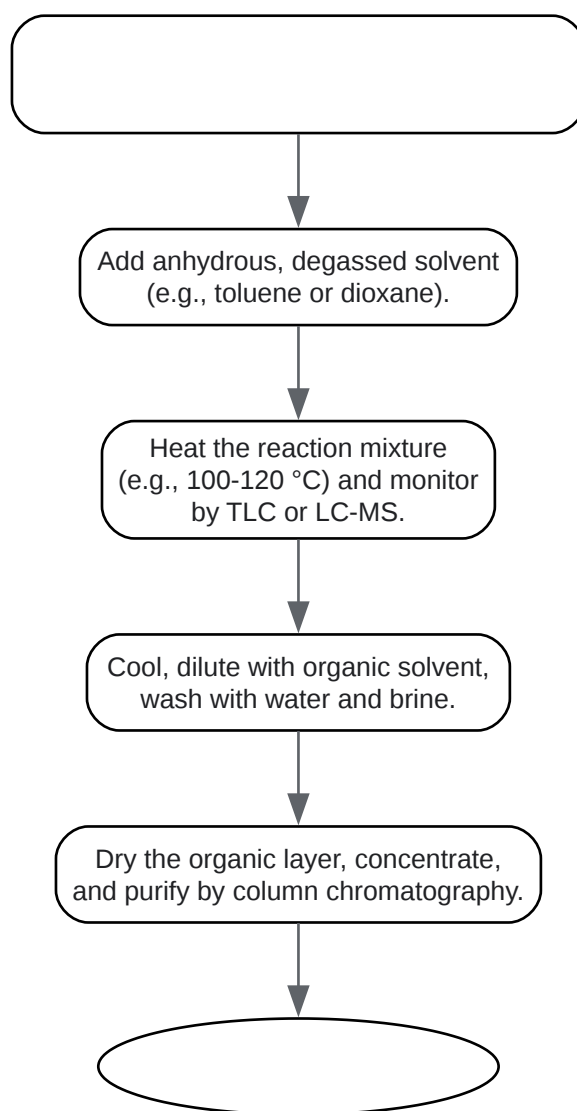 Add anhydrous, degassed solvent
(e.g., toluene or dioxane).
Heat the reaction mixture
(e.g., 100-120 °C) and monitor
by TLC or LC-MS.
Cool, dilute with organic solvent,
wash with water and brine.
Dry the organic layer, concentrate,
and purify by column chromatography.